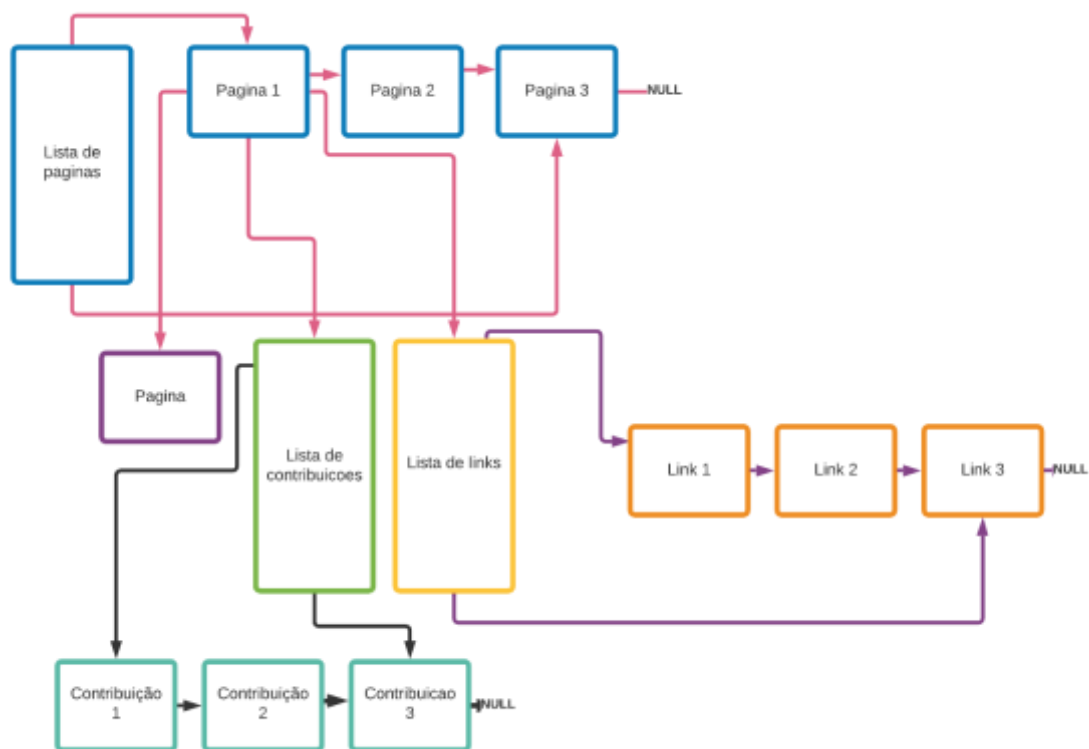 Pagina 1
Pagina 2
Pagina 3
NULL
Lista de
paginas
Pagina
Lista de
contribuicoes
Lista de links
Link 1
Link 2
Link 3
NULL
Contribuição
1
Contribuição
2
Contribuicao
3
NULL